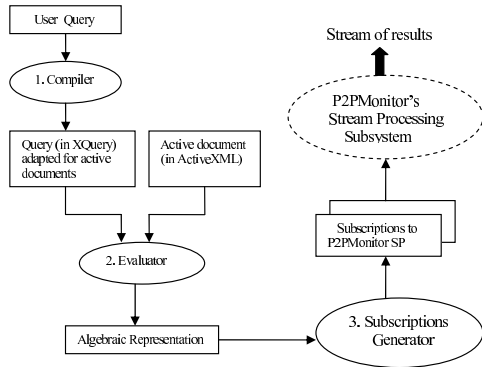 User Query
1. Compiler
Query (in XQuery)
adapted for active
documents
Active document
(in ActiveXML)
2. Evaluator
Algebraic Representation
3. Subscriptions
Generator
Subscriptions to
P2PMonitor SP
P2PMonitor's
Stream Processing
Subsystem
Stream of results